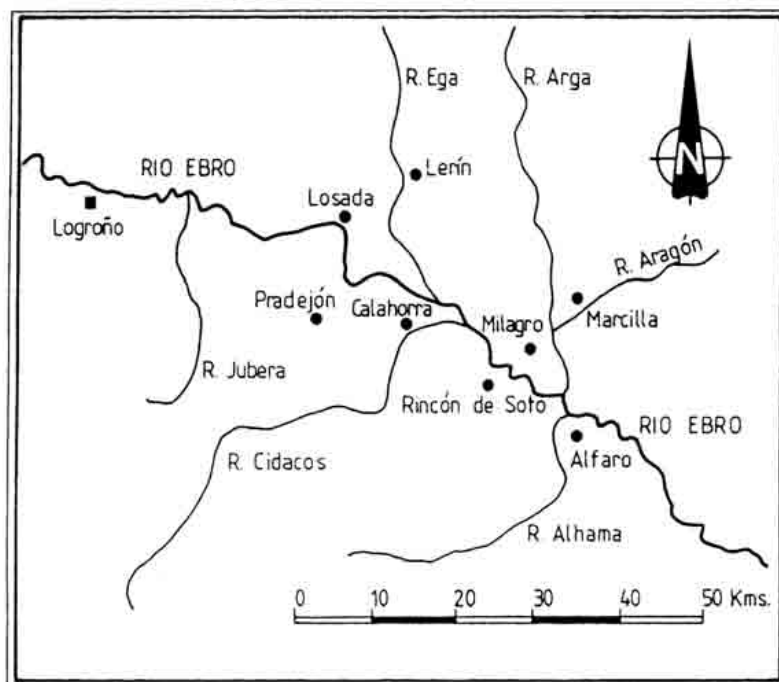 R. Ega
R. Arga
N
RIO EBRO
Lerín
Losada
Logroño
R. Aragón
Pradejón
Calahorra
Milagro
Marcilla
R. Jubera
Rincón de Soto
RIO EBRO
R. Cidacos
Alfaro
R. Alhama
0 10 20 30 40 50 Kms.